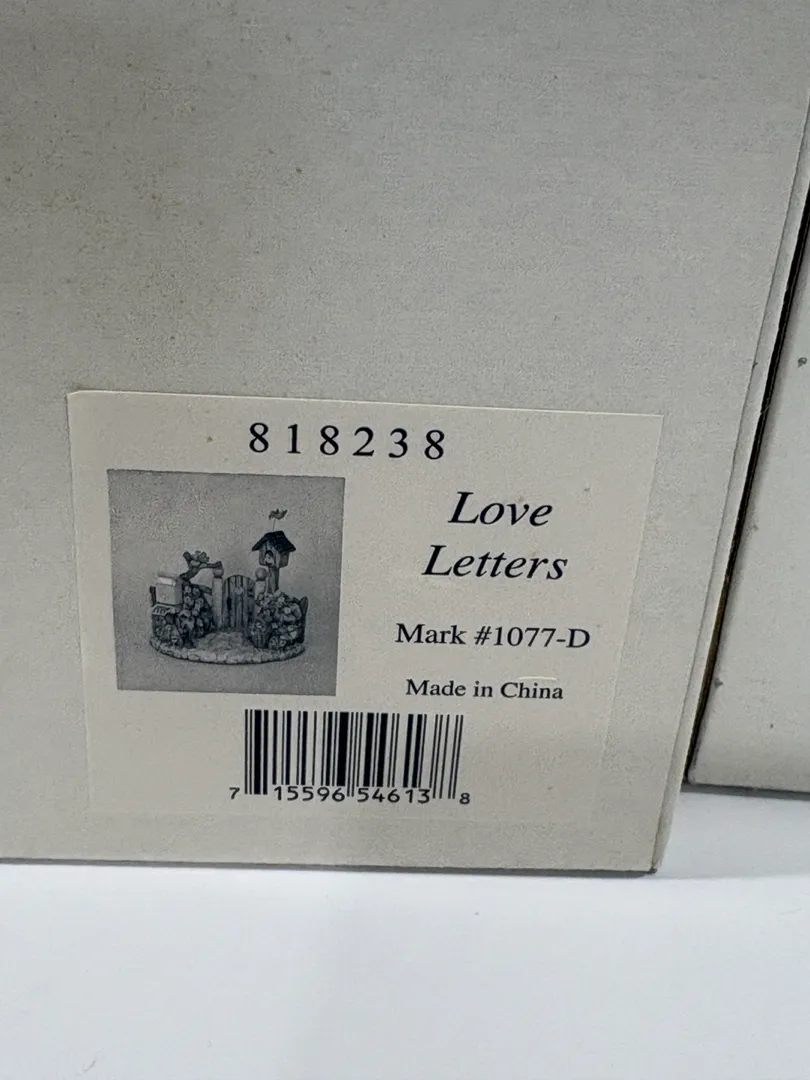 818238
Love
Letters
Mark #1077-D
Made in China
7 15596 54613 8